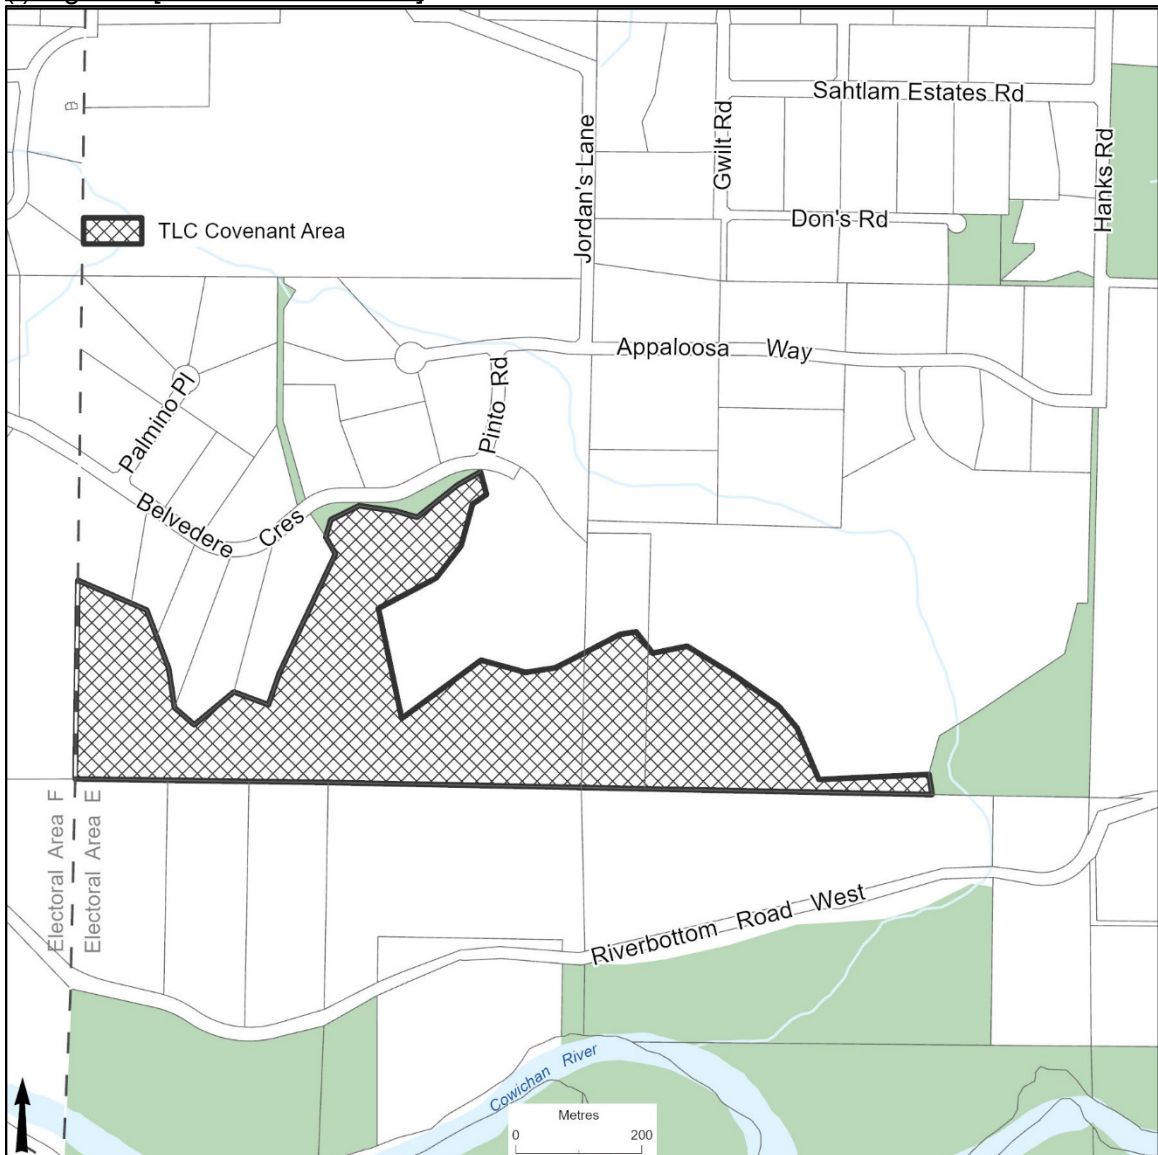 Sahtlam Estates Rd
Gwilt Rd
Jordan's Lane
Hanks Rd
Don's Rd
TLC Covenant Area
Appaloosa Way
Pinto Rd
Palmino Pl
Belvedere Cres
Electoral Area F
Electoral Area E
Riverbottom Road West
Cowichan River
Metres
0 200